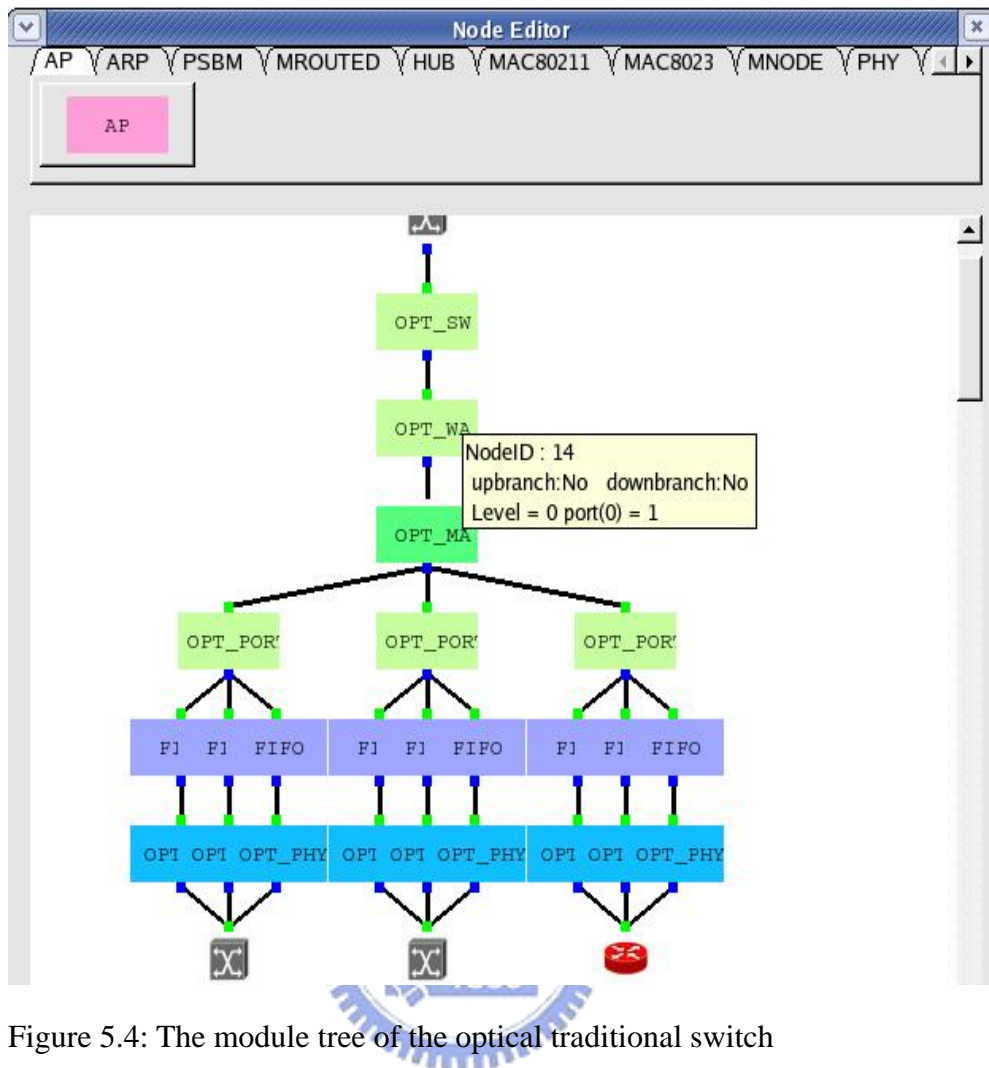 Node Editor
AP ARP PSBM MROUTED HUB MAC80211 MAC8023 MNODE PHY
AP
OPT_SW
OPT_WA
NodeID : 14
upbranch:No downbranch:No
Level = 0 port(0) = 1
OPT_MA
OPT_POR OPT_POR OPT_POR
FI FI FIFO FI FI FIFO FI FI FIFO
OPT OPT OPT_PHY OPT OPT OPT_PHY OPT OPT OPT_PHY
Figure 5.4: The module tree of the optical traditional switch